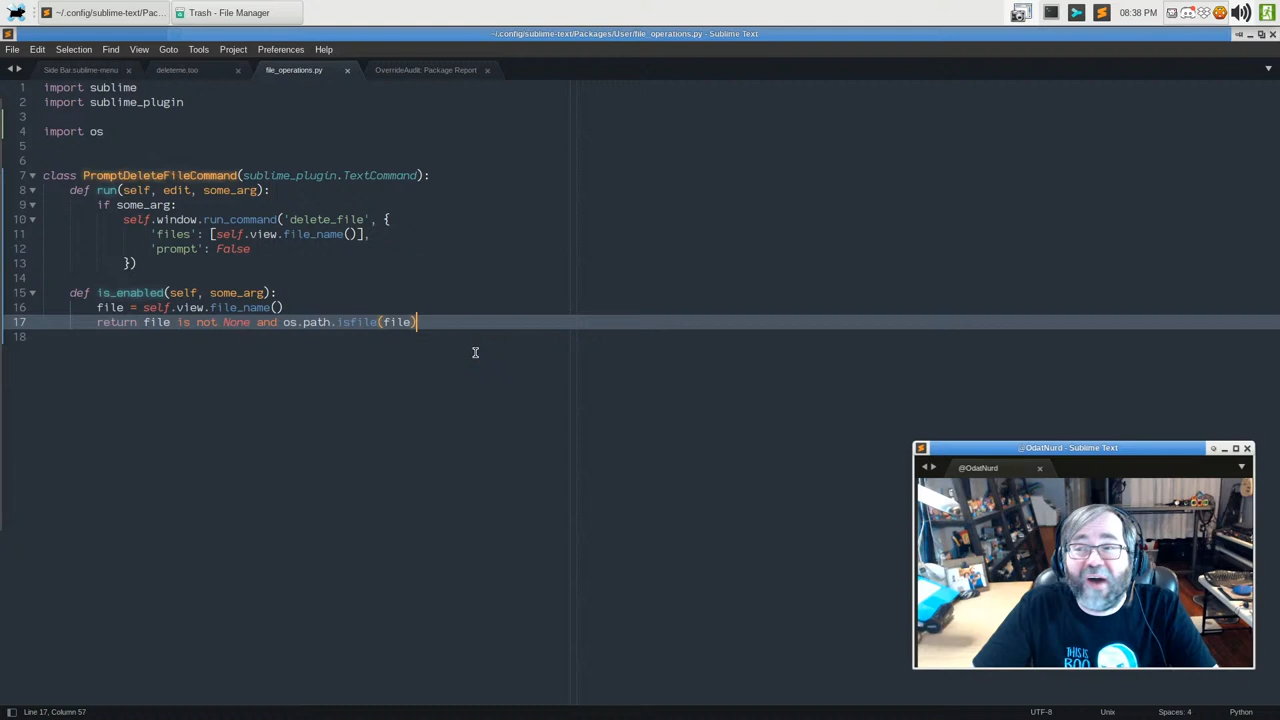 ~/.config/sublime-text/Pac...
Trash - File Manager
08:38 PM
~/.config/sublime-text/Packages/User/file_operations.py - Sublime Text
File Edit Selection Find View Goto Tools Project Preferences Help
Side Bar.sublime-menu
deleteme.too
file_operations.py
OverrideAudit: Package Report
1 import sublime
2 import sublime_plugin
3
4 import os
5
6
7 class PromptDeleteFileCommand(sublime_plugin.TextCommand):
8 def run(self, edit, some_arg):
9 if some_arg:
10 self.window.run_command('delete_file', {
11 'files': [self.view.file_name()],
12 'prompt': False
13 })
14
15 def is_enabled(self, some_arg):
16 file = self.view.file_name()
17 return file is not None and os.path.isfile(file)
18
@OdatNurd - Sublime Text
@OdatNurd
THIS IS
BOO
Line 17, Column 57
UTF-8
Unix
Spaces: 4
Python